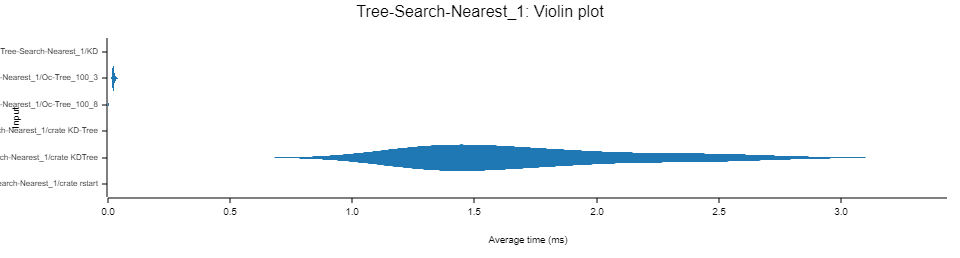 Tree-Search-Nearest_1: Violin plot
Tree-Search-Nearest_1/KD
-Nearest_1/Oc-Tree_100_3
-Nearest_1/Oc-Tree_100_8
Input
ch-Nearest_1/crate KD-Tree
ch-Nearest_1/crate KDTree
earch-Nearest_1/crate rstart
0.0 0.5 1.0 1.5 2.0 2.5 3.0
Average time (ms)